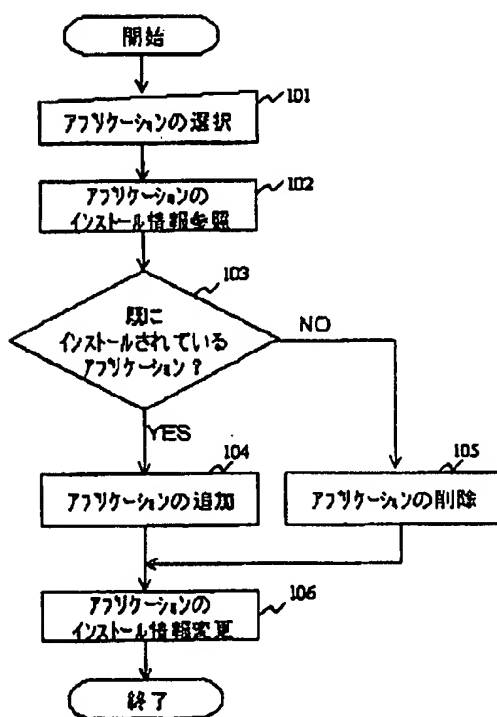 開始
101
アプリケーションの選択
102
アプリケーションの
インストール情報参照
103
既に
インストールされている
アプリケーション?
NO
YES
104
アプリケーションの追加
105
アプリケーションの削除
106
アプリケーションの
インストール情報変更
終了